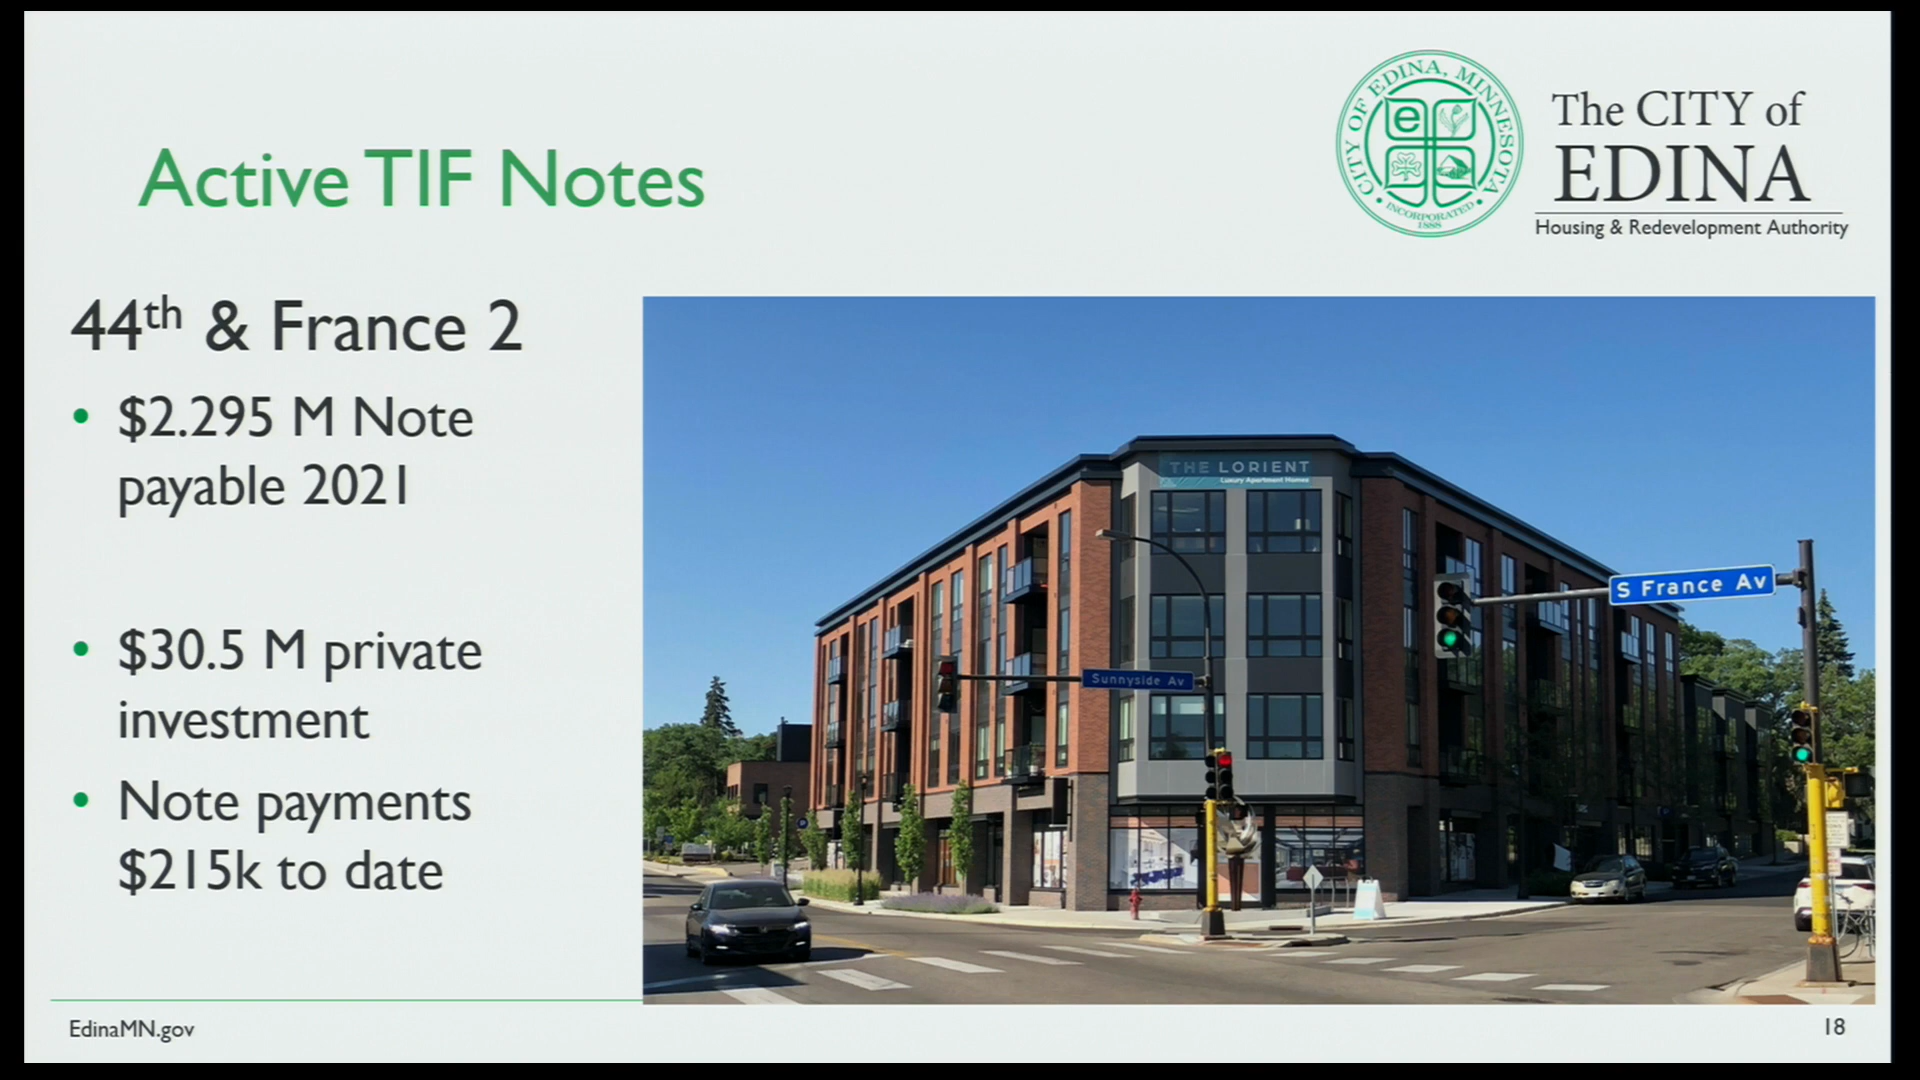 Active TIF Notes
CITY OF EDINA, MINNESOTA
e
INCORPORATED
1888
The CITY of
EDINA
Housing & Redevelopment Authority
44th & France 2
• $2.295 M Note
payable 2021
• $30.5 M private
investment
• Note payments
$215k to date
THE LORIENT
Luxury Apartment Homes
S France Av
Sunnyside Av
EdinaMN.gov
18